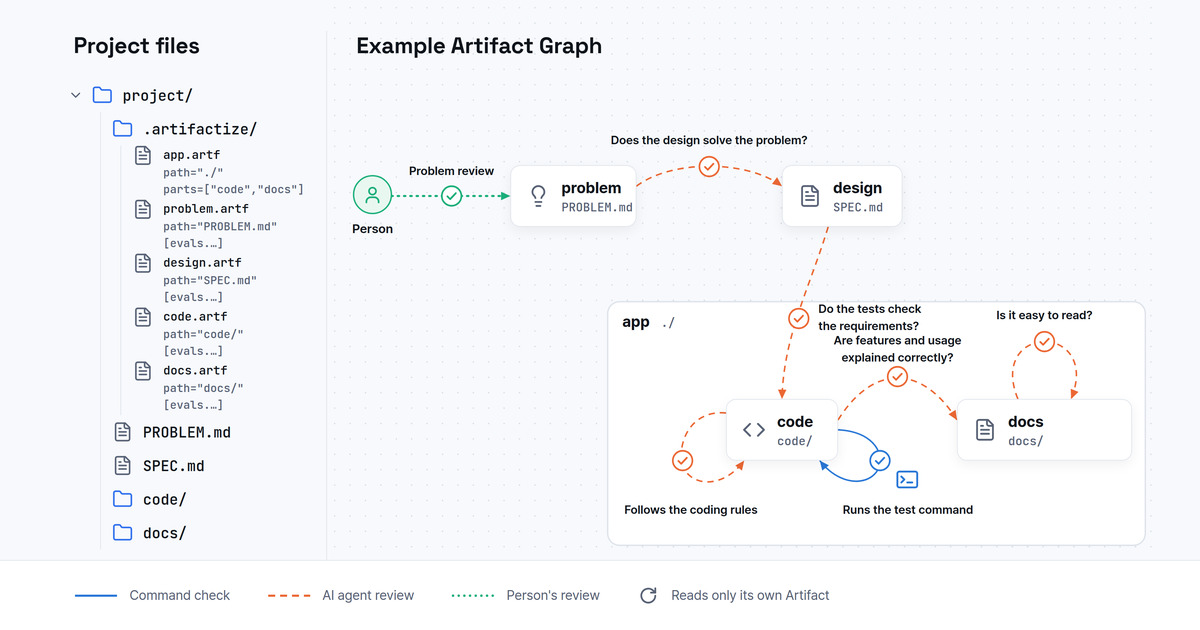 Project files
project/
.artifactize/
app.artf
path="./"
parts=["code","docs"]
problem.artf
path="PROBLEM.md"
[evals…]
design.artf
path="SPEC.md"
[evals…]
code.artf
path="code/"
[evals…]
docs.artf
path="docs/"
[evals…]
PROBLEM.md
SPEC.md
code/
docs/
Example Artifact Graph
Does the design solve the problem?
Problem review
Person
problem
PROBLEM.md
design
SPEC.md
app ./
Do the tests check
the requirements?
Are features and usage
explained correctly?
Is it easy to read?
code
code/
docs
docs/
Follows the coding rules
Runs the test command
Command check
AI agent review
Person's review
Reads only its own Artifact